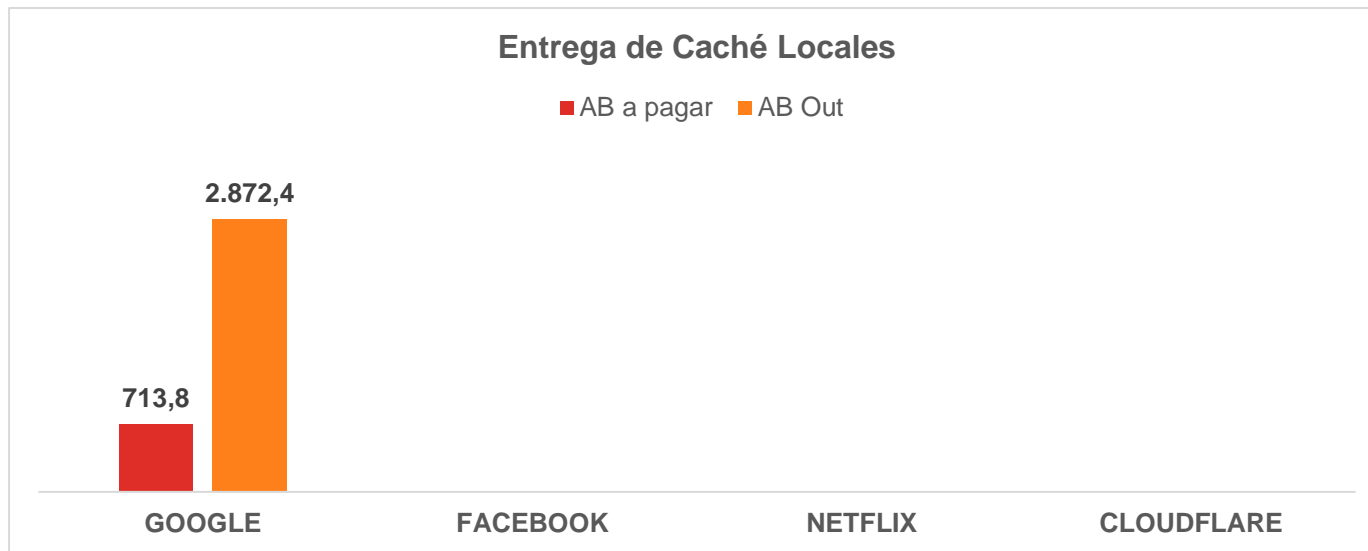 Entrega de Caché Locales
AB a pagar AB Out
2.872,4
713,8
GOOGLE FACEBOOK NETFLIX CLOUDFLARE